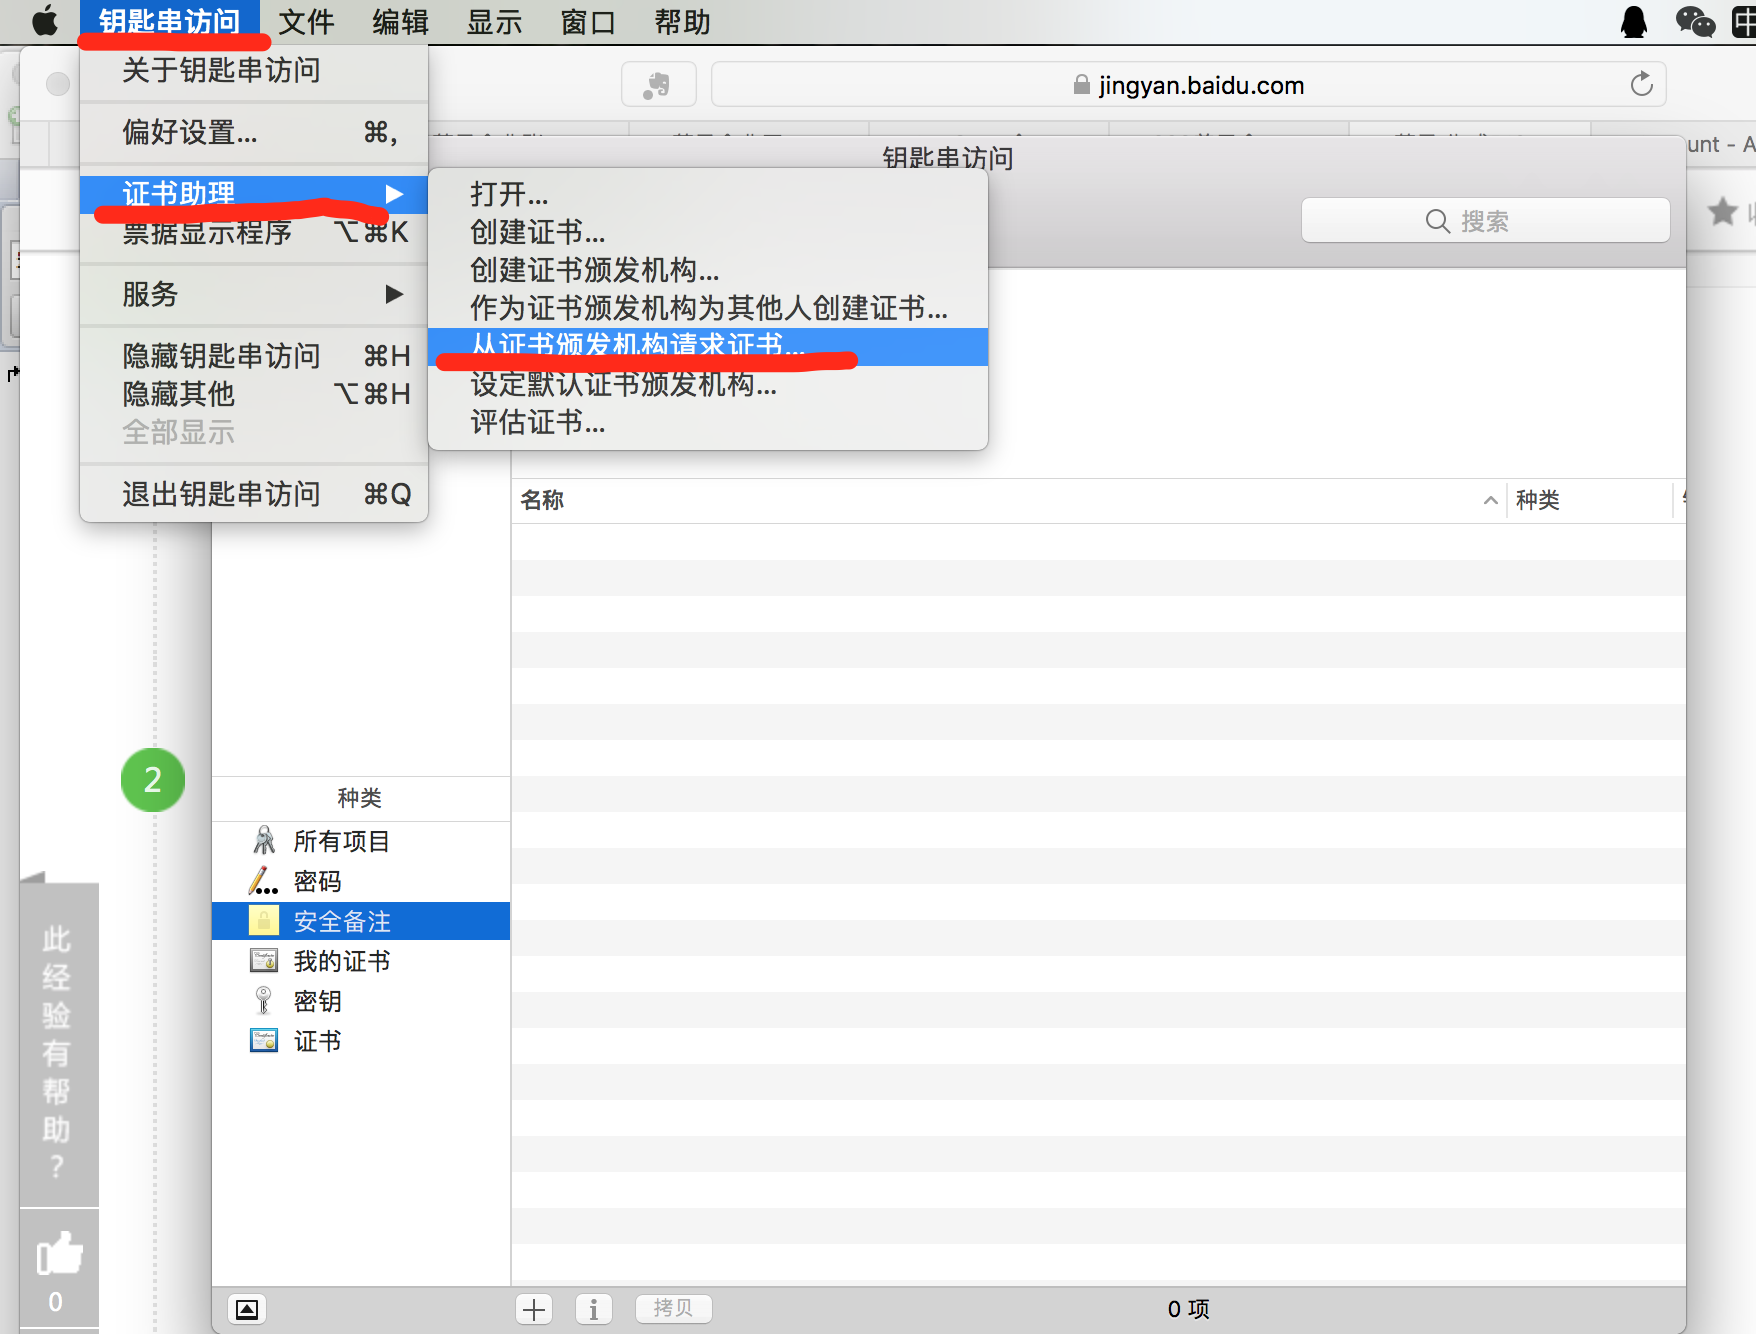 钥匙串访问 文件 编辑 显示 窗口 帮助
关于钥匙串访问
偏好设置... ⌘,
证书助理 ▶
票据显示程序 ⌥⌘K
服务 ▶
隐藏钥匙串访问 ⌘H
隐藏其他 ⌥⌘H
全部显示
退出钥匙串访问 ⌘Q
打开...
创建证书...
创建证书颁发机构...
作为证书颁发机构为其他人创建证书...
从证书颁发机构请求证书...
设定默认证书颁发机构...
评估证书...
jingyan.baidu.com
unt - A
钥匙串访问
搜索
名称 种类
2
种类
所有项目
密码
安全备注
我的证书
密钥
证书
此
经
验
有
帮
助
?
0
拷贝
0 项